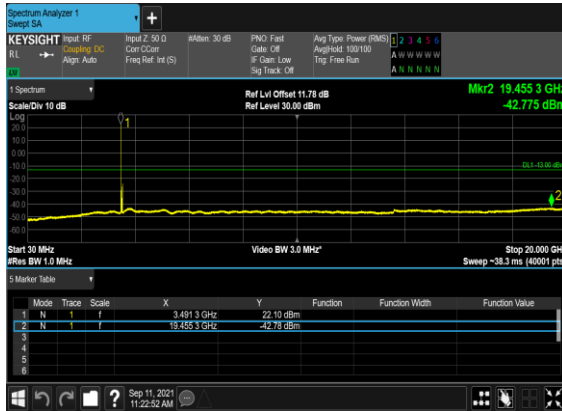 Spectrum Analyzer 1
Swept SA
+
KEYSIGHT Input: RF Input Z: 50 Ω #Atten: 30 dB PNO: Fast Avg Type: Power (RMS) 1 2 3 4 5 6
RL Coupling: DC Corr CCorr Gate: Off Avg|Hold: 100/100 A W W W W W
Align: Auto Freq Ref: Int (S) IF Gain: Low Trig: Free Run
Sig Track: Off A N N N N N
1 Spectrum
Ref Lvl Offset 11.78 dB Mkr2 19.455 3 GHz
Scale/Div 10 dB Ref Level 30.00 dBm -42.775 dBm
Log
1
20.0
10.0
0.00
-10.0
DL1 -13.00 dBm
-20.0
-30.0
2
-40.0
-50.0
-60.0
Start 30 MHz Video BW 3.0 MHz* Stop 20.000 GHz
#Res BW 1.0 MHz Sweep ~38.3 ms (40001 pts)
5 Marker Table
Mode Trace Scale X Y Function Function Width Function Value
1 N 1 f 3.491 3 GHz 22.10 dBm
2 N 1 f 19.455 3 GHz -42.78 dBm
3
4
5
6
? Sep 11, 2021
11:22:52 AM